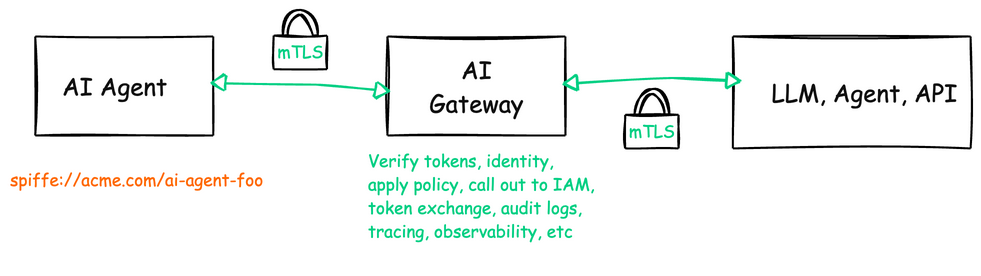 mTLS
AI Agent
AI
Gateway
LLM, Agent, API
mTLS
spiffe://acme.com/ai-agent-foo
Verify tokens, identity,
apply policy, call out to IAM,
token exchange, audit logs,
tracing, observability, etc